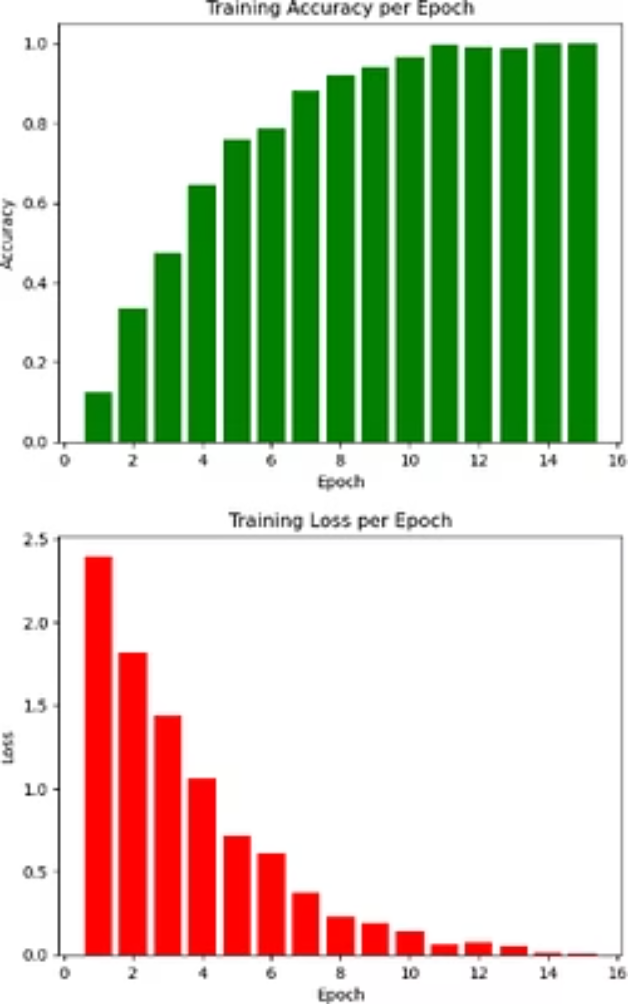 Training Accuracy per Epoch
1.0
0.8
0.6
0.4
0.2
0.0
Accuracy
0 2 4 6 8 10 12 14 16
Epoch
Training Loss per Epoch
2.5
2.0
1.5
1.0
0.5
0.0
Loss
0 2 4 6 8 10 12 14 16
Epoch